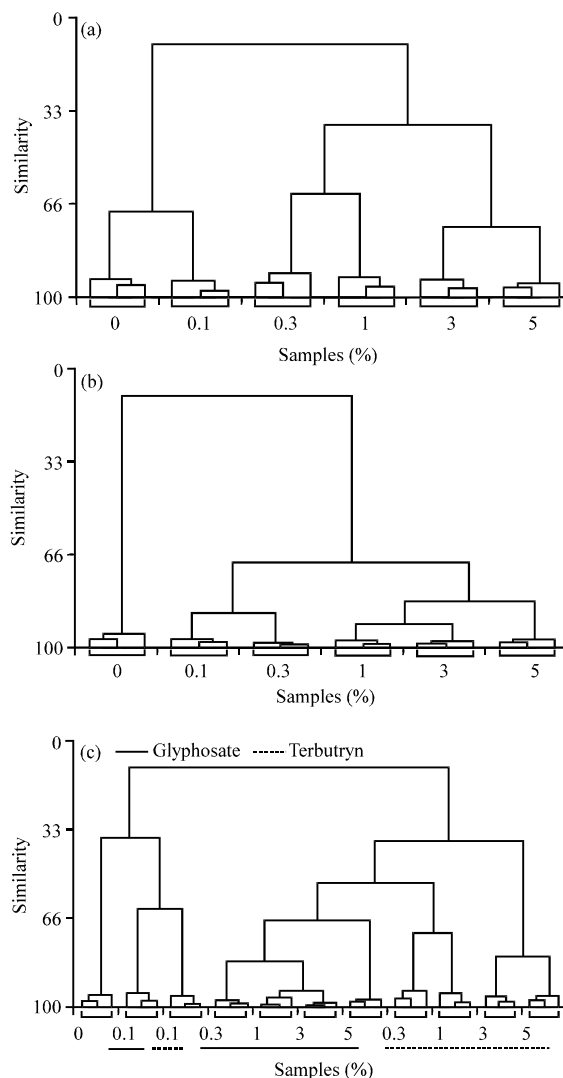 (a)
0
33
66
100
Similarity
0 0.1 0.3 1 3 5
Samples (%)
(b)
0
33
66
100
Similarity
0 0.1 0.3 1 3 5
Samples (%)
(c) Glyphosate Terbutryn
0
33
66
100
Similarity
0 0.1 0.1 0.3 1 3 5 0.3 1 3 5
Samples (%)